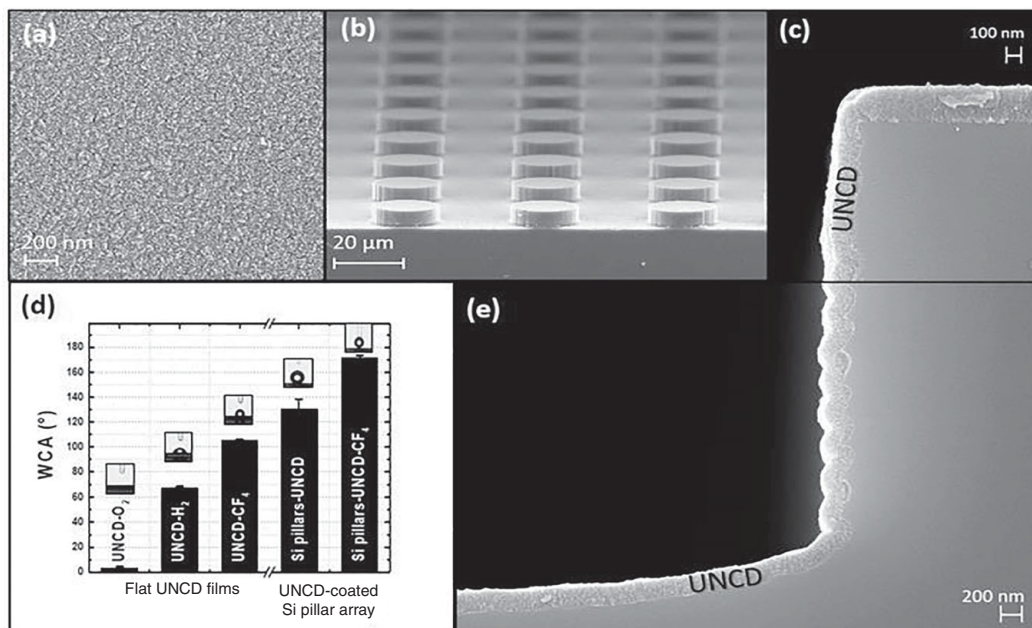 (a)
200 nm
(b)
20 µm
(c)
100 nm
UNCD
(d)
WCA (°)
180
160
140
120
100
80
60
40
20
0
UNCD-O₂
UNCD-H₂
UNCD-CF₄
Si pillars-UNCD
Si pillars-UNCD-CF₄
Flat UNCD films
UNCD-coated
Si pillar array
(e)
UNCD
200 nm